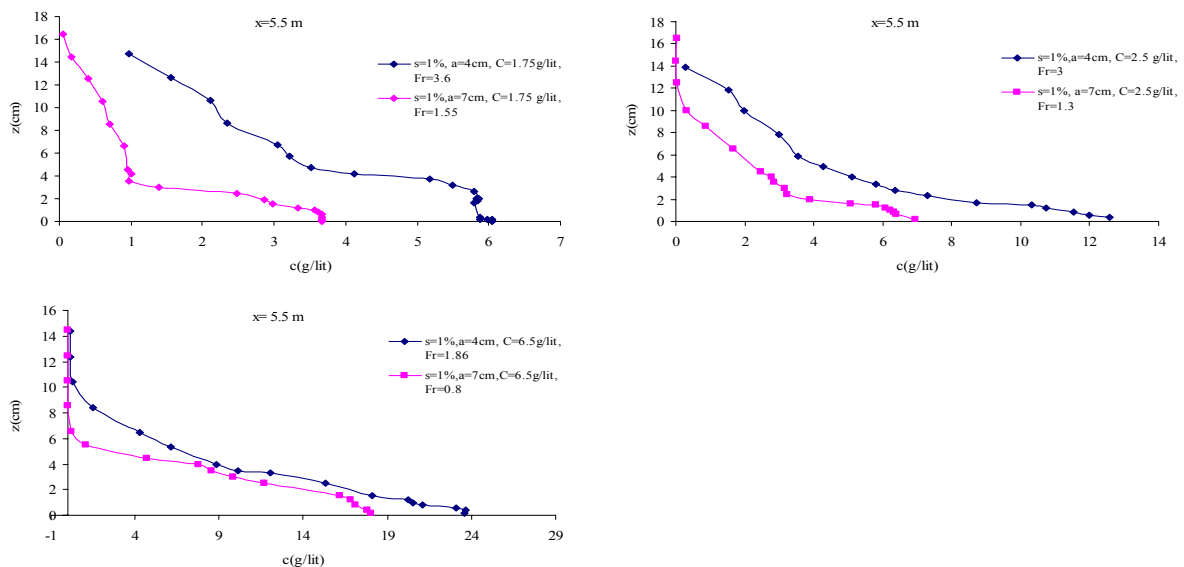 x=5.5 m
18
16
14
12
10
8
6
4
2
0
z(cm)
0 1 2 3 4 5 6 7
c(g/lit)
s=1%, a=4cm, C=1.75g/lit,
Fr=3.6
s=1%,a=7cm, C=1.75 g/lit,
Fr=1.55
x=5.5 m
18
16
14
12
10
8
6
4
2
0
z(cm)
0 2 4 6 8 10 12 14
c(g/lit)
s=1%,a=4cm, C=2.5 g/lit,
Fr=3
s=1%, a=7cm, C=2.5g/lit,
Fr=1.3
x= 5.5 m
16
14
12
10
8
6
4
2
0
z(cm)
-1 4 9 14 19 24 29
c(g/lit)
s=1%,a=4cm, C=6.5g/lit,
Fr=1.86
s=1%,a=7cm,C=6.5g/lit,
Fr=0.8